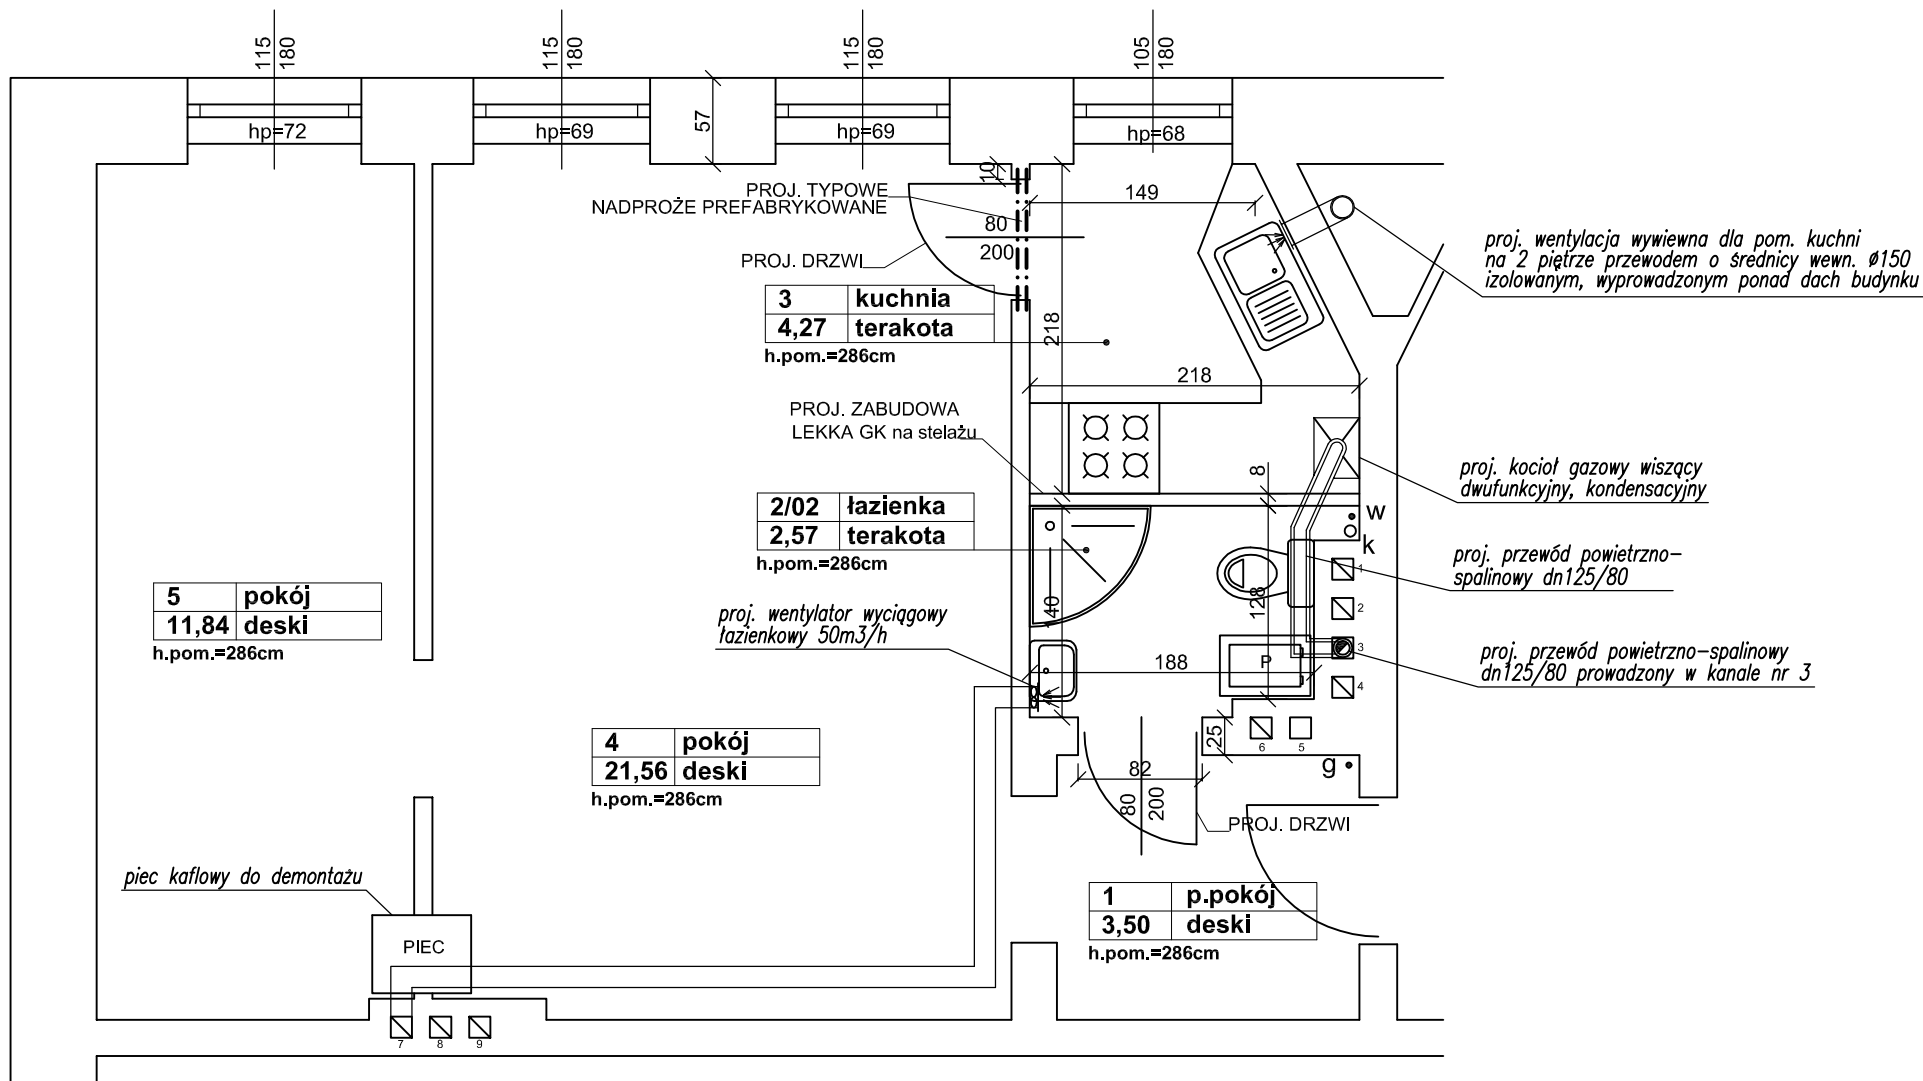 115
180
115
180
115
180
105
180
hp=72
hp=69
57
hp=69
hp=68
10
PROJ. TYPOWE
NADPROŻE PREFABRYKOWANE
149
80
200
PROJ. DRZWI
proj. wentylacja wywiewna dla pom. kuchni
na 2 piętrze przewodem o średnicy wewn. Ø150
izolowanym, wyprowadzonym ponad dach budynku
3 kuchnia
4,27 terakota
h.pom.=286cm
218
218
PROJ. ZABUDOWA
LEKKA GK na stelażu
8
proj. kocioł gazowy wiszący
dwufunkcyjny, kondensacyjny
2/02 łazienka
2,57 terakota
h.pom.=286cm
w
k
proj. przewód powietrzno-
spalinowy dn125/80
1
2
3
4
5 pokój
11,84 deski
h.pom.=286cm
proj. wentylator wyciągowy
łazienkowy 50m3/h
140
128
188
P
proj. przewód powietrzno-spalinowy
dn125/80 prowadzony w kanale nr 3
4 pokój
21,56 deski
h.pom.=286cm
25
6
5
g
82
80
200
PROJ. DRZWI
piec kaflowy do demontażu
PIEC
1 p.pokój
3,50 deski
h.pom.=286cm
7
8
9